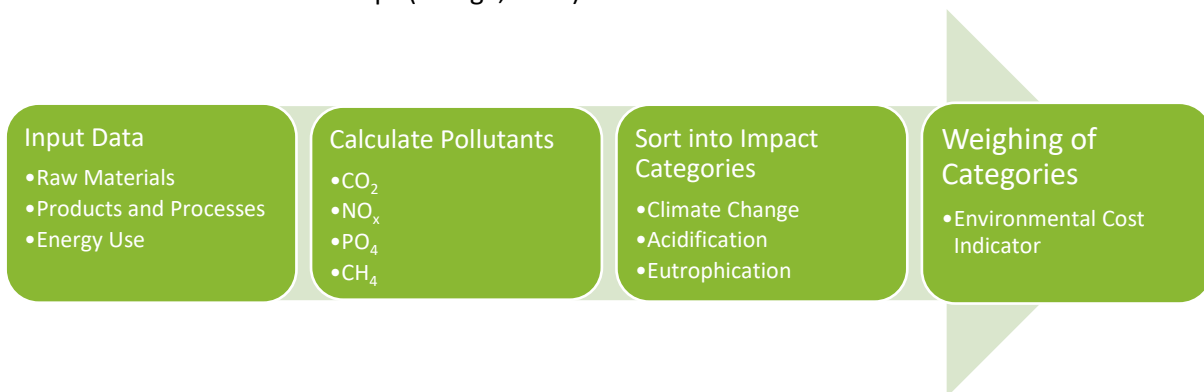 Input Data
•Raw Materials
•Products and Processes
•Energy Use
Calculate Pollutants
•CO₂
•NOₓ
•PO₄
•CH₄
Sort into Impact
Categories
•Climate Change
•Acidification
•Eutrophication
Weighing of
Categories
•Environmental Cost
Indicator